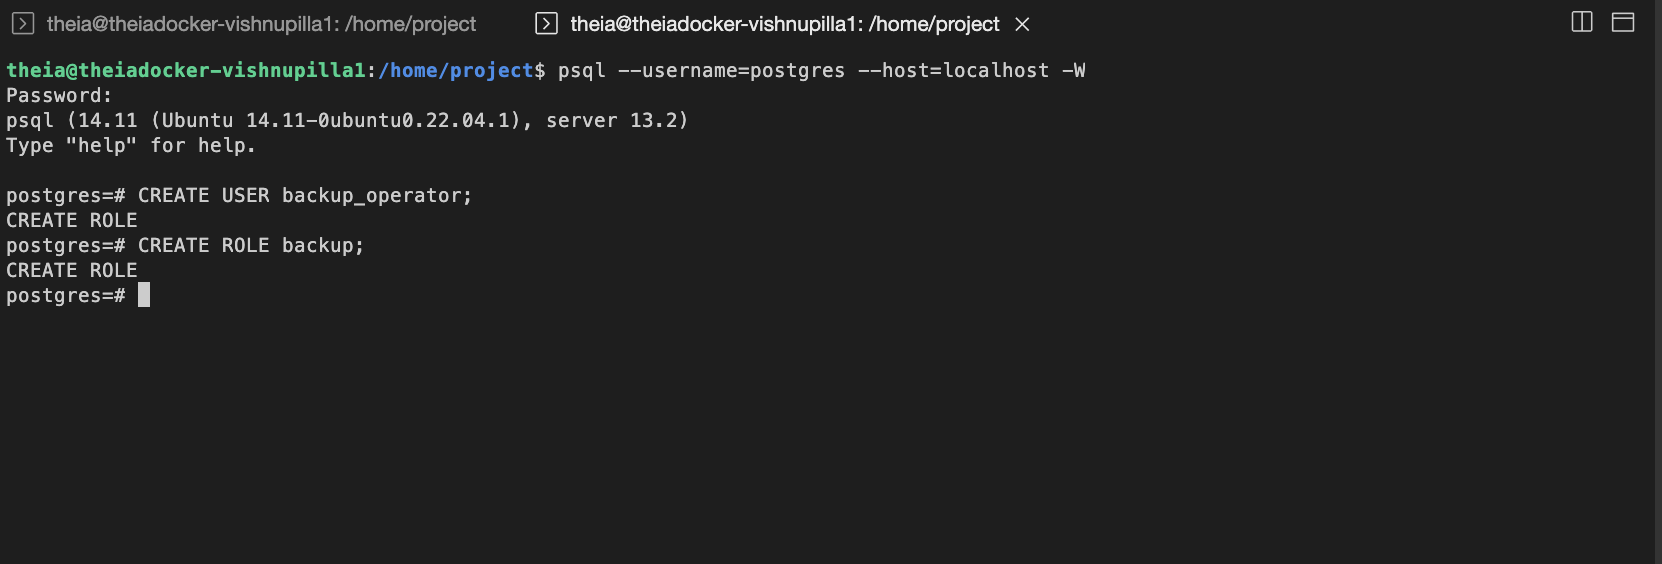 theia@theiadocker-vishnupilla1: /home/project
theia@theiadocker-vishnupilla1: /home/project
theia@theiadocker-vishnupilla1:/home/project$ psql --username=postgres --host=localhost -W
Password:
psql (14.11 (Ubuntu 14.11-0ubuntu0.22.04.1), server 13.2)
Type "help" for help.
postgres=# CREATE USER backup_operator;
CREATE ROLE
postgres=# CREATE ROLE backup;
CREATE ROLE
postgres=#